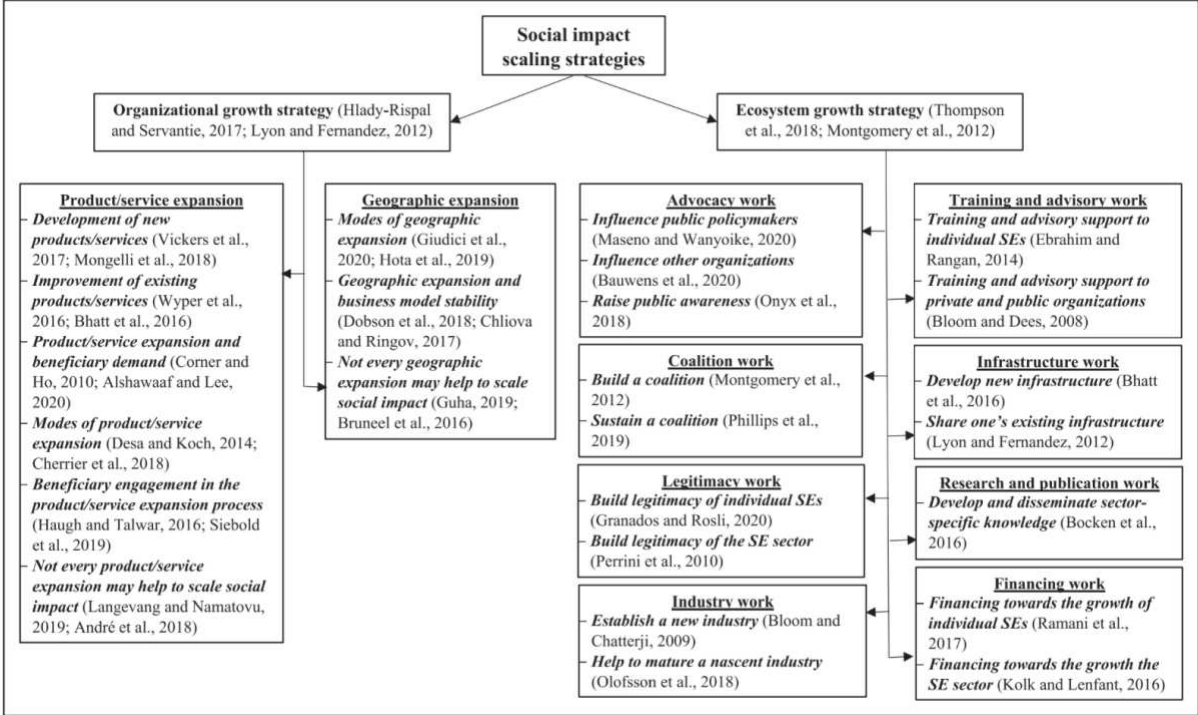 Social impact
scaling strategies
Organizational growth strategy (Hlady-Rispal
and Servantie, 2017; Lyon and Fernandez, 2012)
Ecosystem growth strategy (Thompson
et al., 2018; Montgomery et al., 2012)
Product/service expansion
– Development of new
products/services (Vickers et al.,
2017; Mongelli et al., 2018)
– Improvement of existing
products/services (Wyper et al.,
2016; Bhatt et al., 2016)
– Product/service expansion and
beneficiary demand (Corner and
Ho, 2010; Alshawaaf and Lee,
2020)
– Modes of product/service
expansion (Desa and Koch, 2014;
Cherrier et al., 2018)
– Beneficiary engagement in the
product/service expansion process
(Haugh and Talwar, 2016; Siebold
et al., 2019)
– Not every product/service
expansion may help to scale social
impact (Langevang and Namatovu,
2019; André et al., 2018)
Geographic expansion
– Modes of geographic
expansion (Giudici et al.,
2020; Hota et al., 2019)
– Geographic expansion and
business model stability
(Dobson et al., 2018; Chliova
and Ringov, 2017)
– Not every geographic
expansion may help to scale
social impact (Guha, 2019;
Bruneel et al., 2016)
Advocacy work
– Influence public policymakers
(Maseno and Wanyoike, 2020)
– Influence other organizations
(Bauwens et al., 2020)
– Raise public awareness (Onyx et al.,
2018)
Coalition work
– Build a coalition (Montgomery et al.,
2012)
– Sustain a coalition (Phillips et al.,
2019)
Legitimacy work
– Build legitimacy of individual SEs
(Granados and Rosli, 2020)
– Build legitimacy of the SE sector
(Perrini et al., 2010)
Industry work
– Establish a new industry (Bloom and
Chatterji, 2009)
– Help to mature a nascent industry
(Olofsson et al., 2018)
Training and advisory work
– Training and advisory support to
individual SEs (Ebrahim and
Rangan, 2014)
– Training and advisory support to
private and public organizations
(Bloom and Dees, 2008)
Infrastructure work
– Develop new infrastructure (Bhatt
et al., 2016)
– Share one's existing infrastructure
(Lyon and Fernandez, 2012)
Research and publication work
– Develop and disseminate sector-
specific knowledge (Bocken et al.,
2016)
Financing work
– Financing towards the growth of
individual SEs (Ramani et al.,
2017)
– Financing towards the growth the
SE sector (Kolk and Lenfant, 2016)